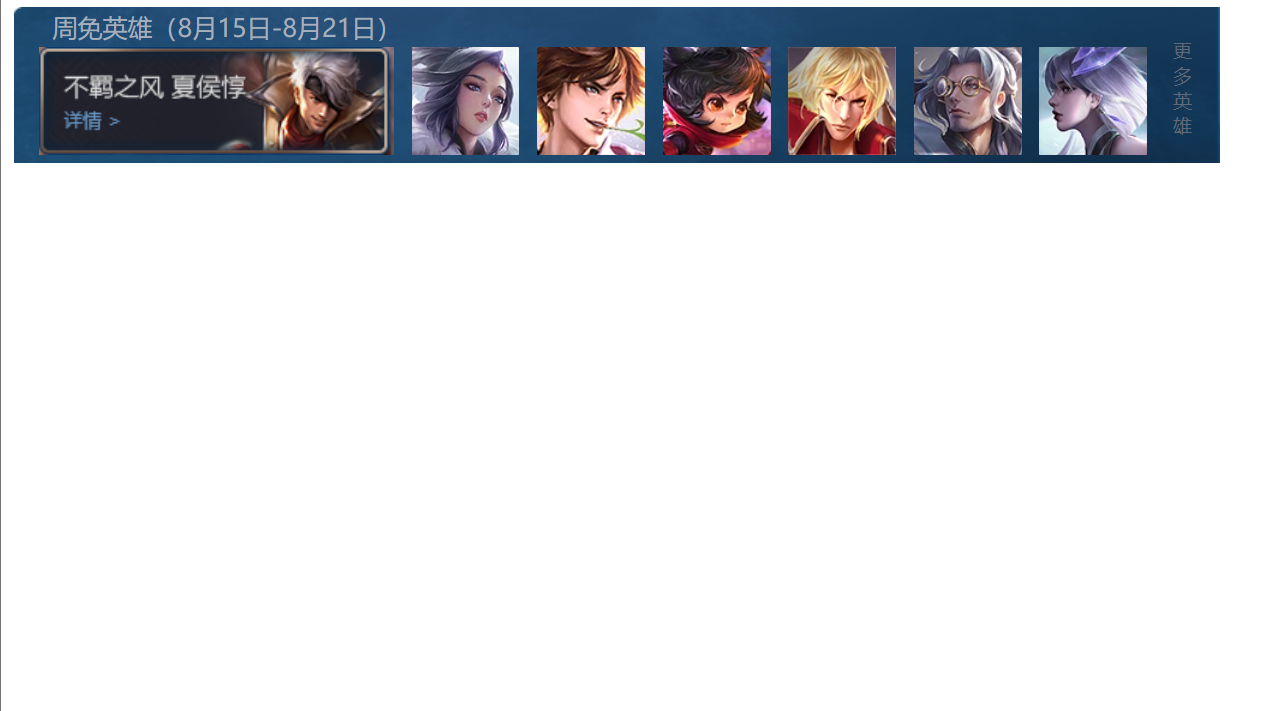 周免英雄（8月15日-8月21日）
不羁之风 夏侯惇
详情 >
更
多
英
雄